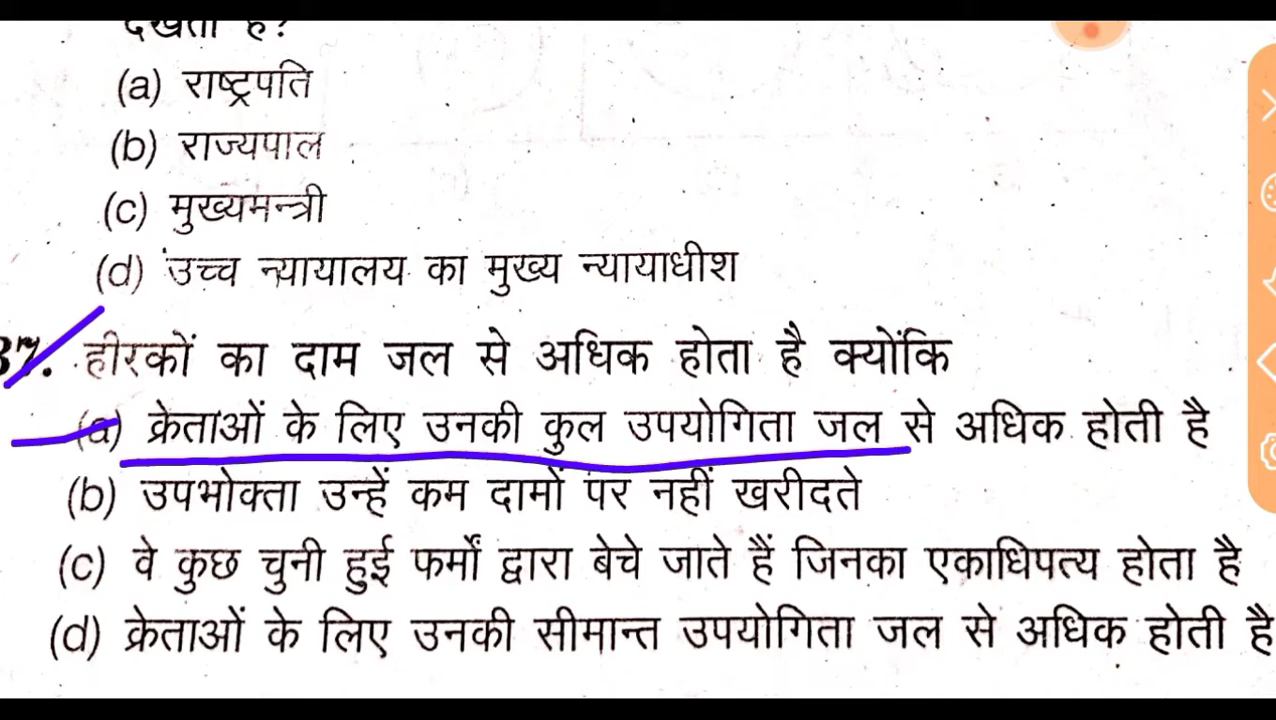 (a) राष्ट्रपति
(b) राज्यपाल
(c) मुख्यमन्त्री
(d) उच्च न्यायालय का मुख्य न्यायाधीश
37. हीरकों का दाम जल से अधिक होता है क्योंकि
(a) क्रेताओं के लिए उनकी कुल उपयोगिता जल से अधिक होती है
(b) उपभोक्ता उन्हें कम दामों पर नहीं खरीदते
(c) वे कुछ चुनी हुई फर्मों द्वारा बेचे जाते हैं जिनका एकाधिपत्य होता है
(d) क्रेताओं के लिए उनकी सीमान्त उपयोगिता जल से अधिक होती है